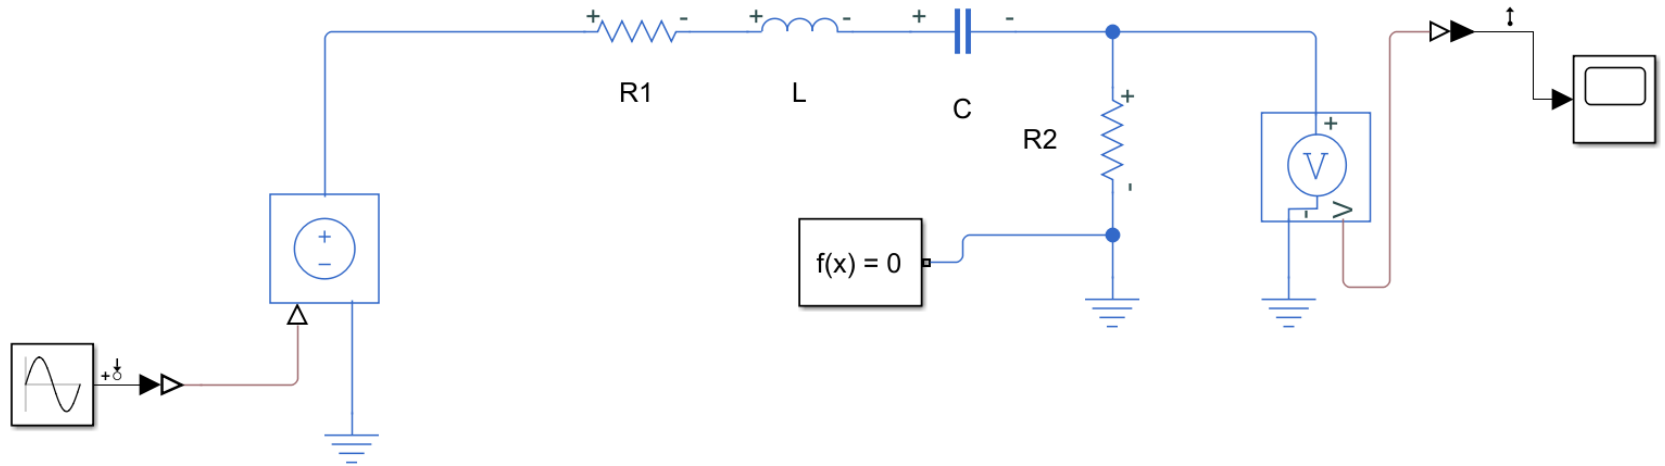 + - + - + -
R1 L C
+
R2
-
+
V
- V
+
−
f(x) = 0
+